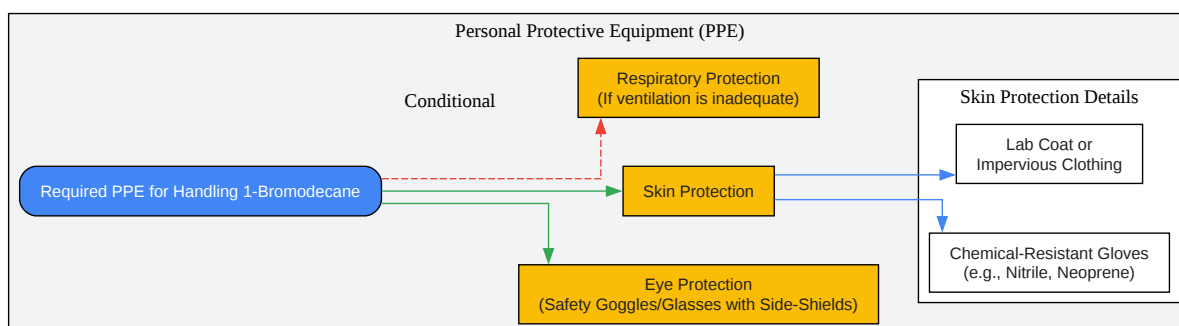 Personal Protective Equipment (PPE)
Respiratory Protection
(If ventilation is inadequate)
Conditional
Skin Protection Details
Lab Coat or
Impervious Clothing
Required PPE for Handling 1-Bromodecane
Skin Protection
Chemical-Resistant Gloves
(e.g., Nitrile, Neoprene)
Eye Protection
(Safety Goggles/Glasses with Side-Shields)